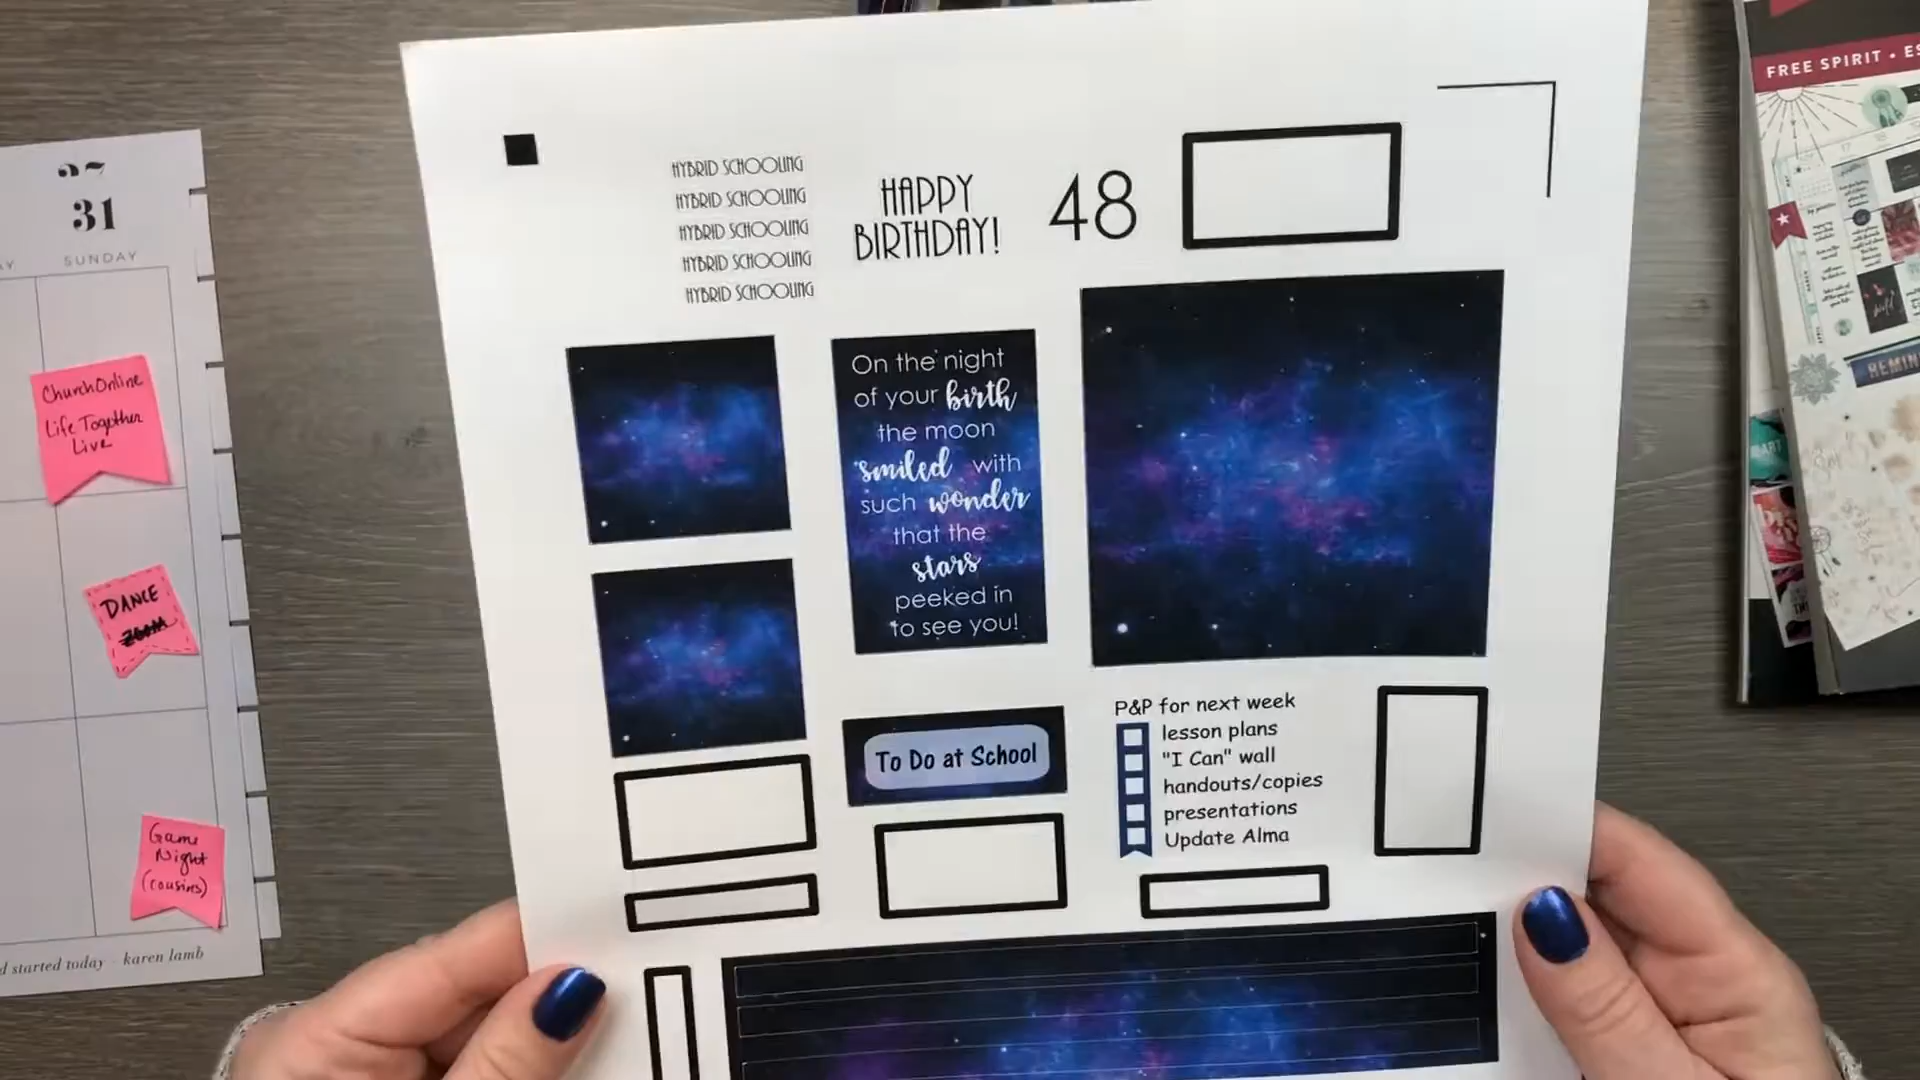 31
SUNDAY
Church Online
Life Together
Live
DANCE
Game
Night
(cousins)
d started today - karen lamb
HYBRID SCHOOLING
HYBRID SCHOOLING
HYBRID SCHOOLING
HYBRID SCHOOLING
HYBRID SCHOOLING
HAPPY
BIRTHDAY!
48
On the night
of your birth
the moon
smiled with
such wonder
that the
stars
peeked in
to see you!
To Do at School
P&P for next week
lesson plans
"I Can" wall
handouts/copies
presentations
Update Alma
FREE SPIRIT • ES
REMIN